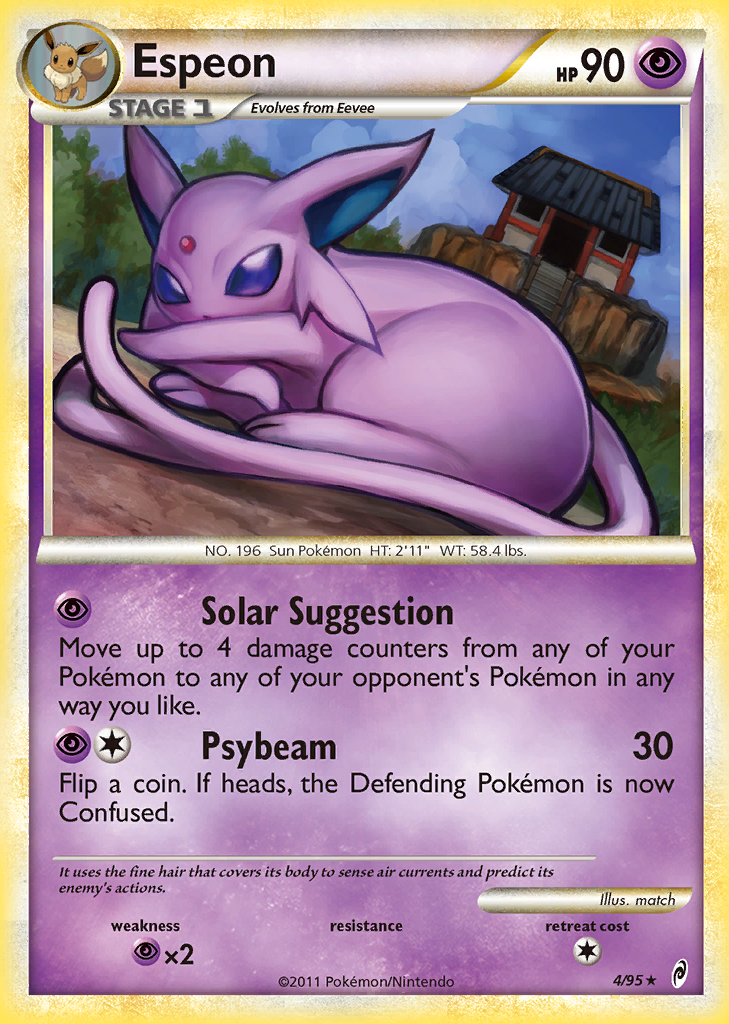 Espeon
HP 90
STAGE 1
Evolves from Eevee
NO. 196 Sun Pokémon HT: 2'11" WT: 58.4 lbs.
Solar Suggestion
Move up to 4 damage counters from any of your
Pokémon to any of your opponent's Pokémon in any
way you like.
Psybeam 30
Flip a coin. If heads, the Defending Pokémon is now
Confused.
It uses the fine hair that covers its body to sense air currents and predict its
enemy's actions.
Illus. match
weakness resistance retreat cost
×2
©2011 Pokémon/Nintendo 4/95★